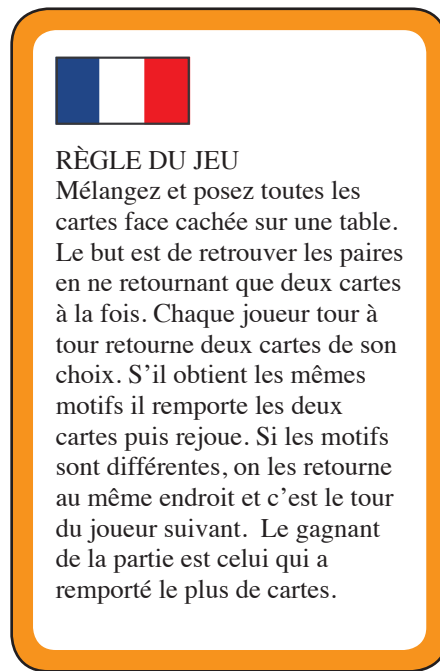 RÈGLE DU JEU
Mélangez et posez toutes les
cartes face cachée sur une table.
Le but est de retrouver les paires
en ne retournant que deux cartes
à la fois. Chaque joueur tour à
tour retourne deux cartes de son
choix. S’il obtient les mêmes
motifs il remporte les deux
cartes puis rejoue. Si les motifs
sont différentes, on les retourne
au même endroit et c’est le tour
du joueur suivant.  Le gagnant
de la partie est celui qui a
remporté le plus de cartes.